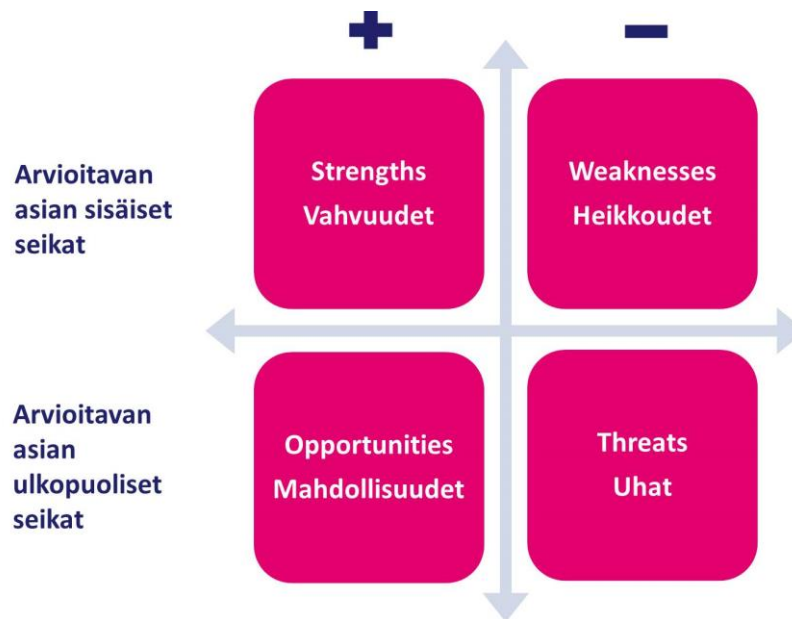 + −
Arvioitavan
asian sisäiset
seikat
Strengths
Vahvuudet
Weaknesses
Heikkoudet
Arvioitavan
asian
ulkopuoliset
seikat
Opportunities
Mahdollisuudet
Threats
Uhat